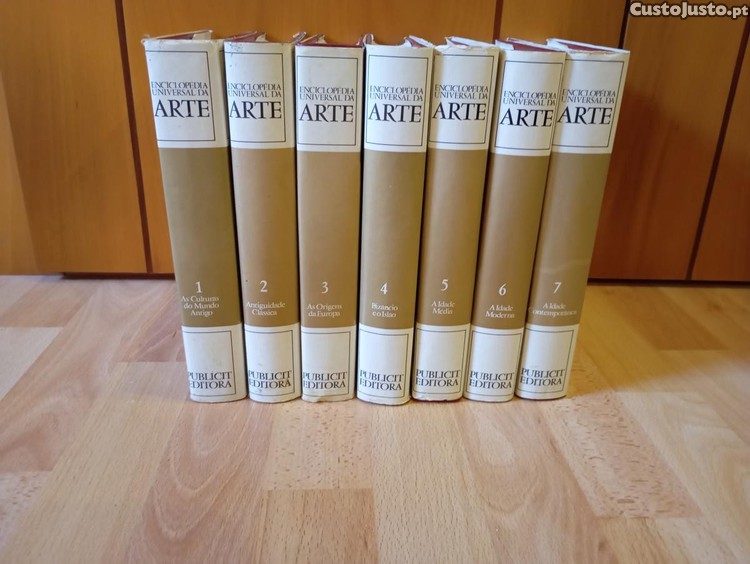 CustoJusto.pt
ENCICLOPÉDIA
UNIVERSAL DA
ARTE
1
As Culturas
do Mundo
Antigo
PUBLICIT
EDITORA
ENCICLOPÉDIA
UNIVERSAL DA
ARTE
2
Antiguidade
Clássica
PUBLICIT
EDITORA
ENCICLOPÉDIA
UNIVERSAL DA
ARTE
3
As Origens
da Europa
PUBLICIT
EDITORA
ENCICLOPÉDIA
UNIVERSAL DA
ARTE
4
Bizâncio
e o Islão
PUBLICIT
EDITORA
ENCICLOPÉDIA
UNIVERSAL DA
ARTE
5
A Idade
Média
PUBLICIT
EDITORA
ENCICLOPÉDIA
UNIVERSAL DA
ARTE
6
A Idade
Moderna
PUBLICIT
EDITORA
ENCICLOPÉDIA
UNIVERSAL DA
ARTE
7
A Idade
Contemporânea
PUBLICIT
EDITORA